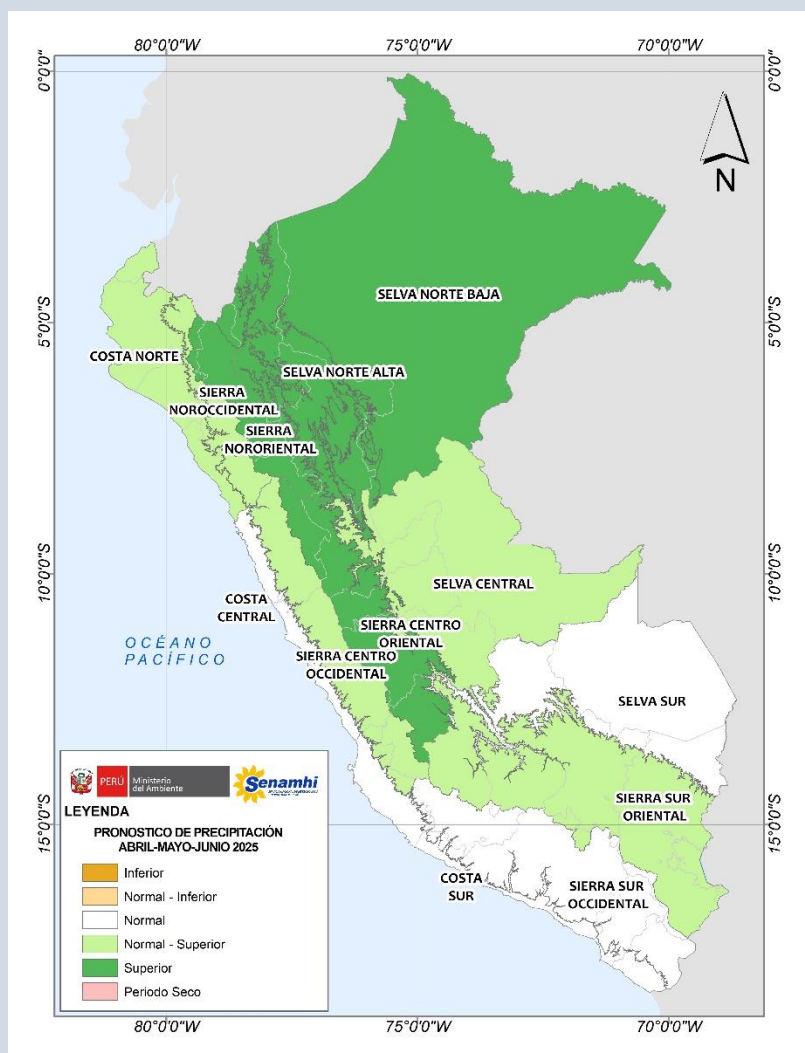 80°0'0"W
75°0'0"W
70°0'0"W
0°0'0"
0°0'0"
N
SELVA NORTE BAJA
5°0'0"S
5°0'0"S
COSTA NORTE
SELVA NORTE ALTA
SIERRA
NOROCCIDENTAL
SIERRA
NORORIENTAL
10°0'0"S
10°0'0"S
SELVA CENTRAL
COSTA
CENTRAL
SIERRA CENTRO
ORIENTAL
OCÉANO
PACÍFICO
SIERRA CENTRO
OCCIDENTAL
SELVA SUR
PERÚ
Ministerio
del Ambiente
Senamhi
LEYENDA
PRONOSTICO DE PRECIPITACIÓN
ABRIL-MAYO-JUNIO 2025
Inferior
Normal - Inferior
Normal
Normal - Superior
Superior
Periodo Seco
SIERRA SUR
ORIENTAL
15°0'0"S
15°0'0"S
COSTA
SUR
SIERRA SUR
OCCIDENTAL
80°0'0"W
75°0'0"W
70°0'0"W